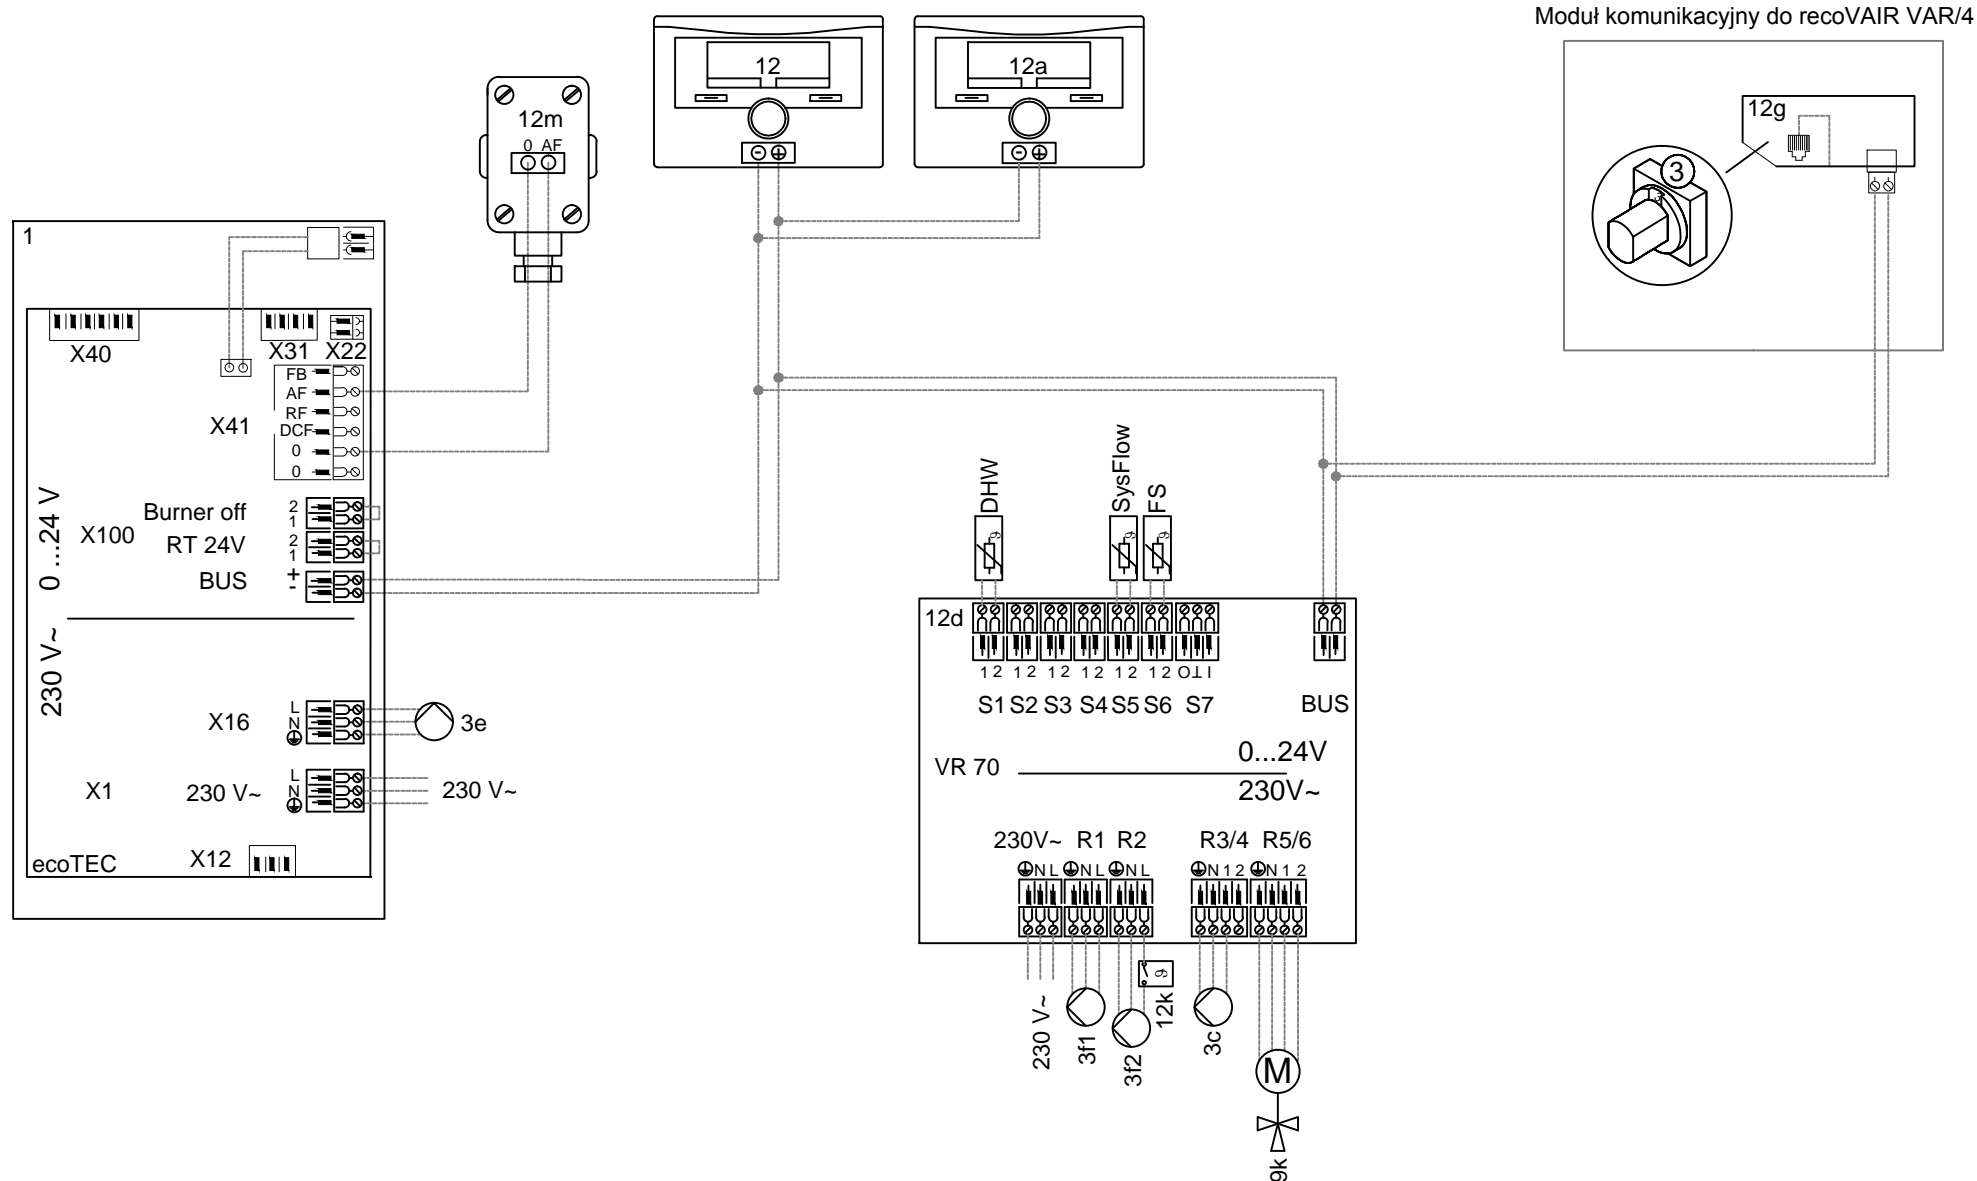 Moduł komunikacyjny do recoVAIR VAR/4
12
12a
12m
0 AF
12g
3
1
X40
X31 X22
FB
AF
RF
DCF
0
0
X41
0 ...24 V
X100
Burner off
2
1
RT 24V
2
1
BUS
+
-
230 V~
X16
L
N
3e
X1
230 V~
L
N
230 V~
ecoTEC
X12
DHW
SysFlow
FS
12d
1 2 1 2 1 2 1 2 1 2 1 2 O T I
S1 S2 S3 S4 S5 S6 S7
BUS
VR 70
0...24V
230V~
230V~ R1 R2 R3/4 R5/6
N L N L N L N 1 2 N 1 2
230 V~
3f1
3f2
12k
3c
M
9k